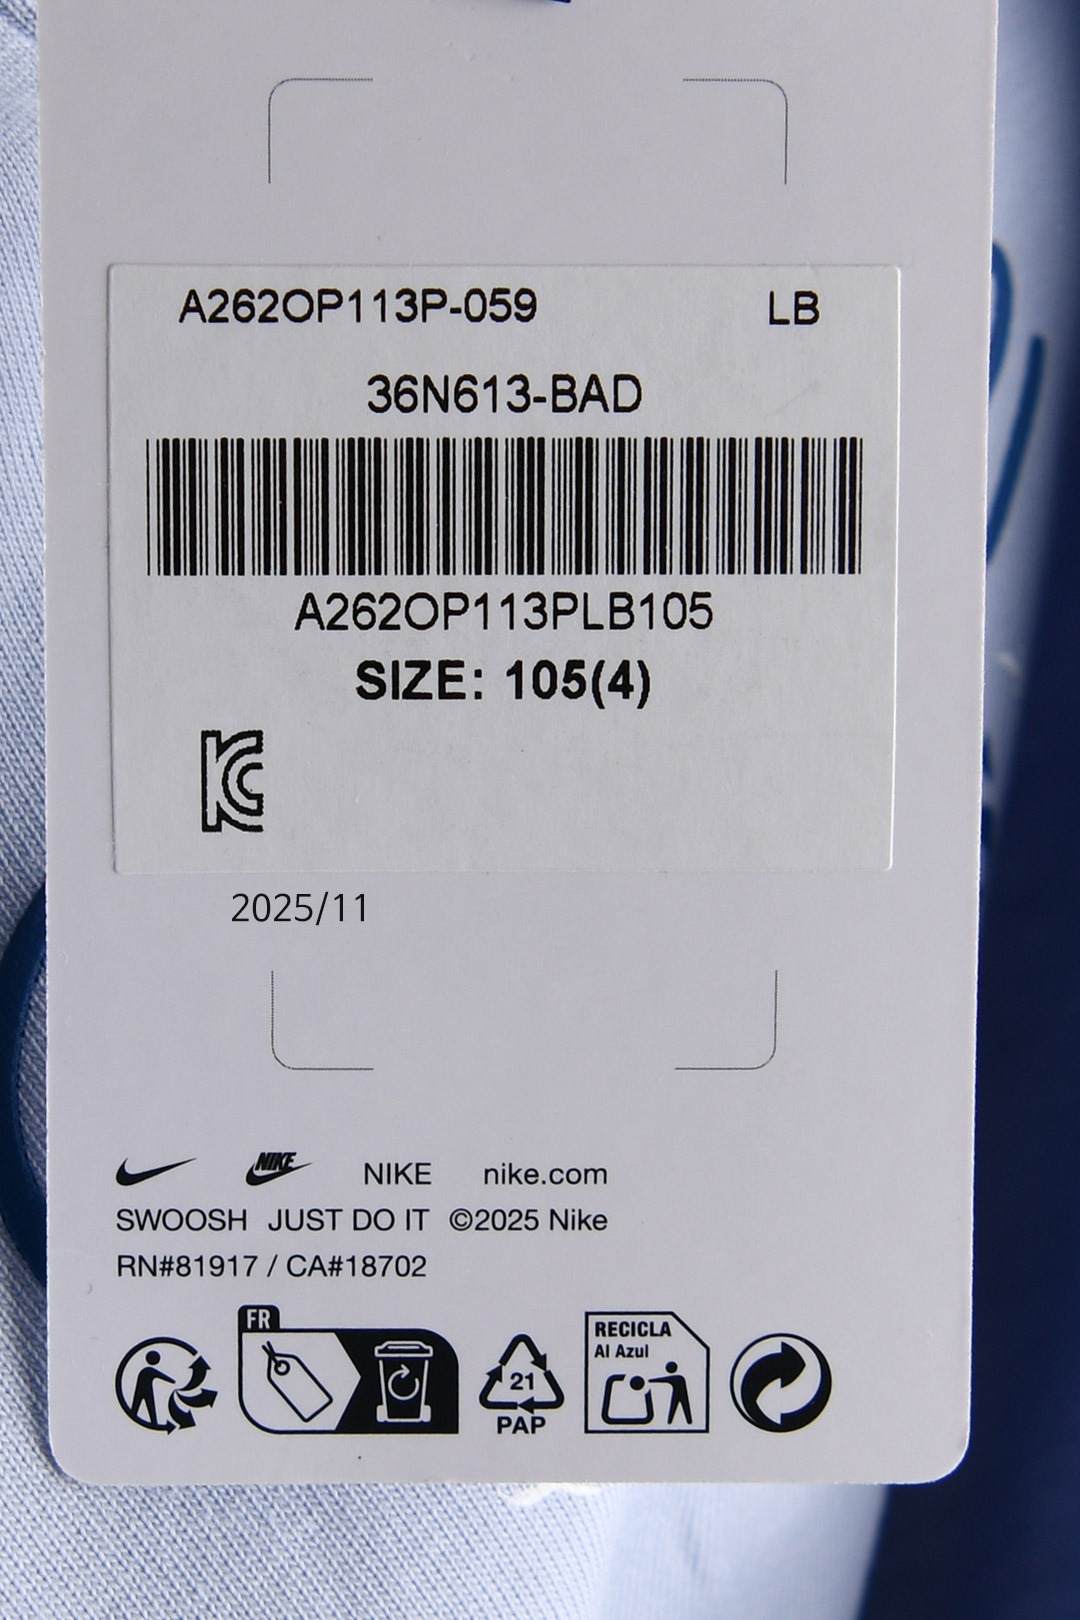 A262OP113P-059 LB
36N613-BAD
A262OP113PLB105
SIZE: 105(4)
2025/11
NIKE NIKE nike.com
SWOOSH JUST DO IT ©2025 Nike
RN#81917 / CA#18702
FR
RECICLA
Al Azul
21
PAP